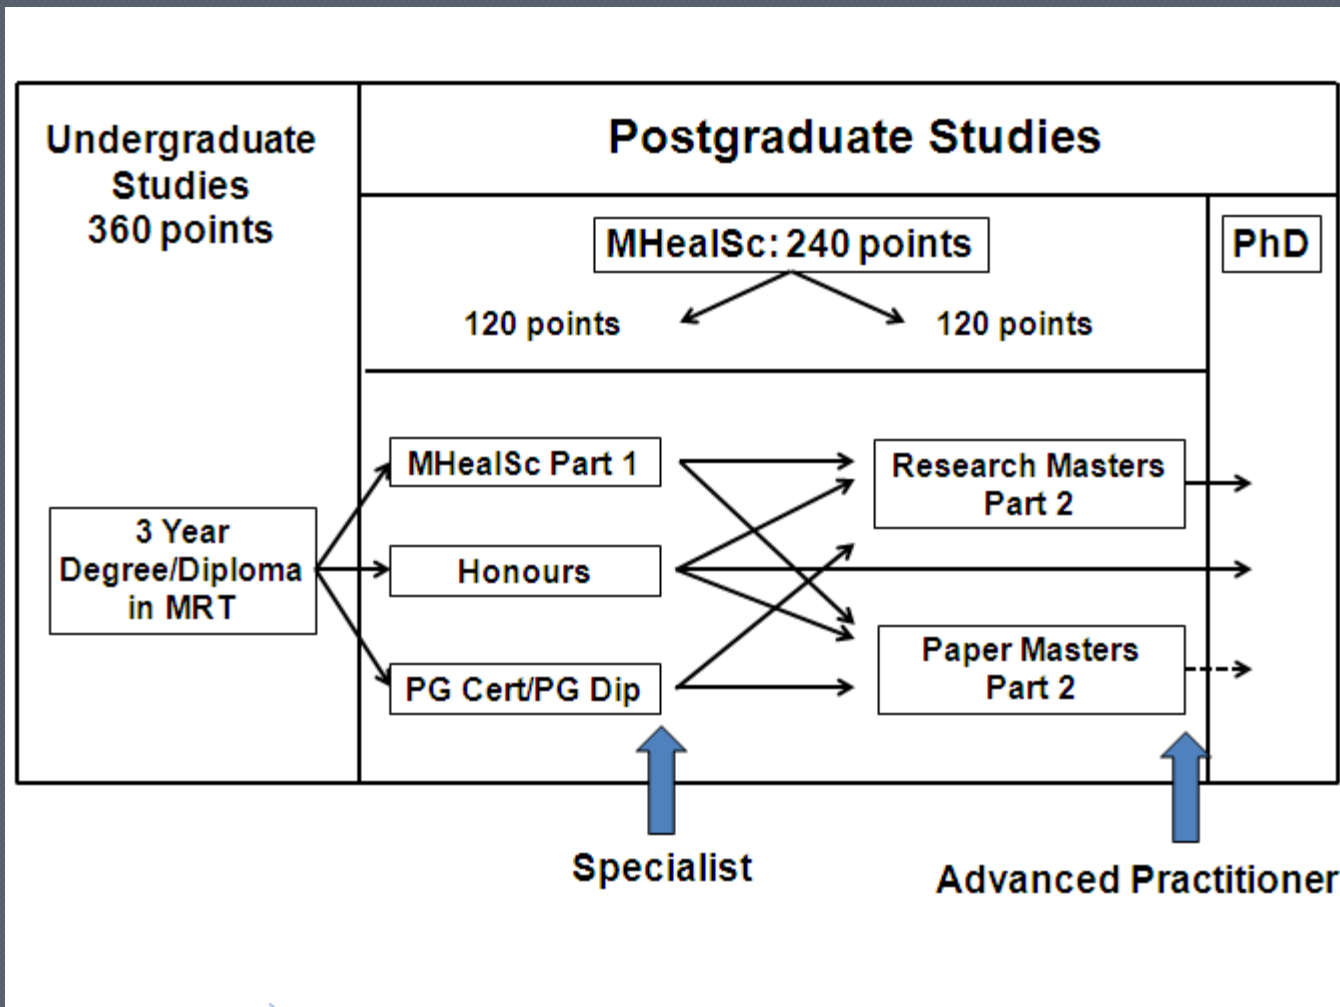 Undergraduate
Studies
360 points
Postgraduate Studies
MHealSc: 240 points
PhD
120 points
120 points
3 Year
Degree/Diploma
in MRT
MHealSc Part 1
Honours
PG Cert/PG Dip
Research Masters
Part 2
Paper Masters
Part 2
Specialist
Advanced Practitioner